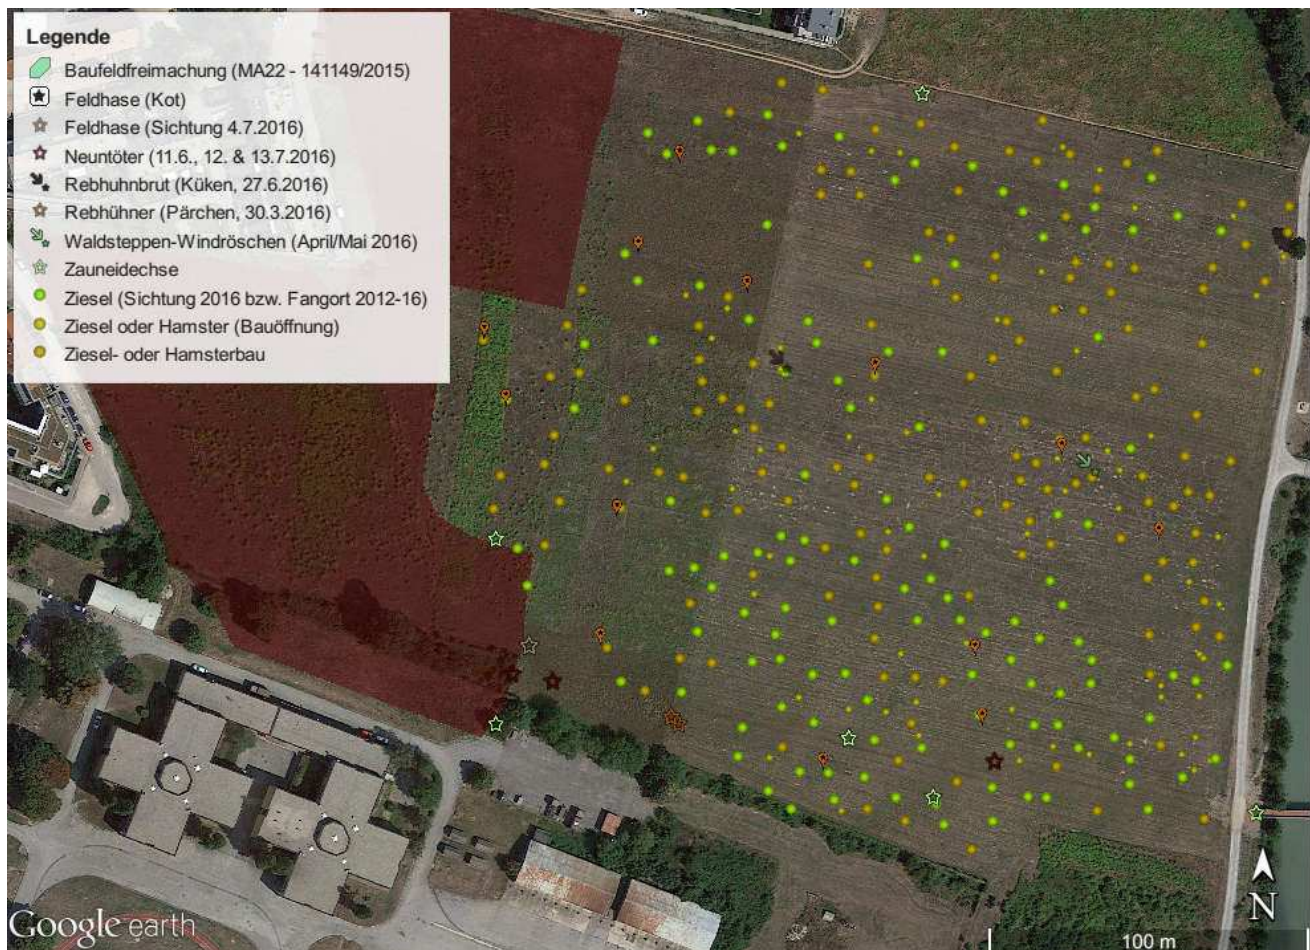 Legende
Baufeldfreimachung (MA22 - 141149/2015)
Feldhase (Kot)
Feldhase (Sichtung 4.7.2016)
Neuntöter (11.6., 12. & 13.7.2016)
Rebhuhnbrut (Küken, 27.6.2016)
Rebhühner (Pärchen, 30.3.2016)
Waldsteppen-Windröschen (April/Mai 2016)
Zauneidechse
Ziesel (Sichtung 2016 bzw. Fangort 2012-16)
Ziesel oder Hamster (Bauöffnung)
Ziesel- oder Hamsterbau
Google earth
N
100 m